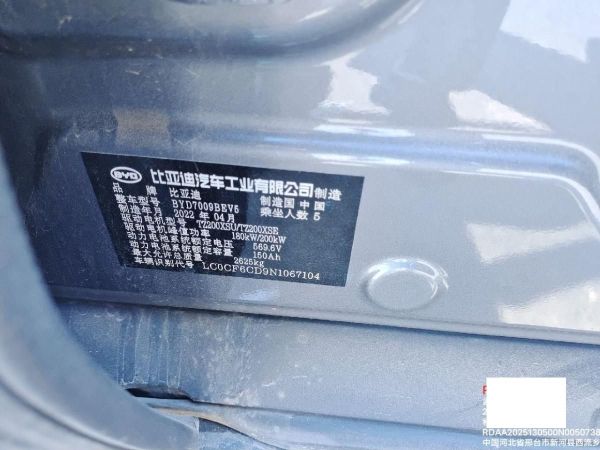 BYD 比亚迪汽车工业有限公司制造
品牌 比亚迪 制造国 中国
整车型号 BYD7009BEV5 乘坐人数 5
制造年月 2022 年 04月
驱动电机型号 TZ200XSU/TZ200XSE
驱动电机峰值功率 180kW/200kW
动力电池系统额定电压 569.6V
动力电池系统额定容量 150Ah
最大允许总质量 2625kg
车辆识别代号 LC0CF6CD9N1067104
RDAA2025130500N0050738
中国河北省邢台市新河县西流乡